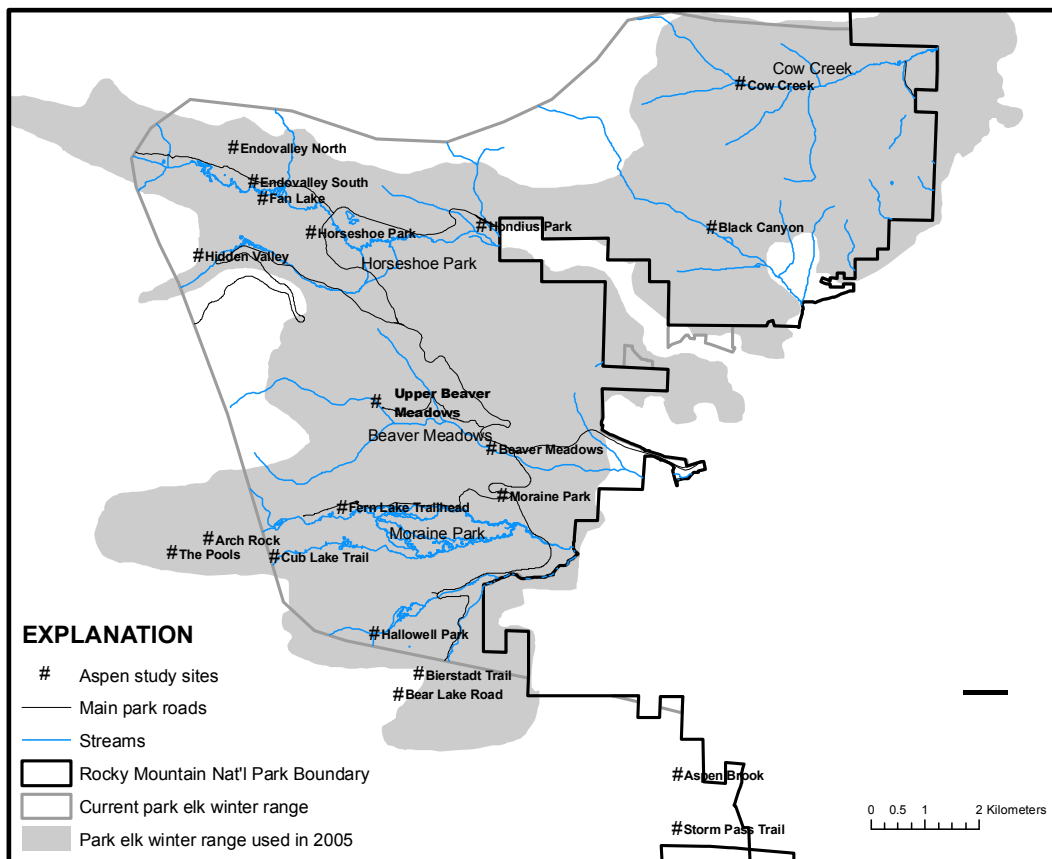 Cow Creek
#Cow Creek
#Endovalley North
#Endovalley South
#Fan Lake
#Hondius Park
#Black Canyon
#Horseshoe Park
#Hidden Valley
Horseshoe Park
#Upper Beaver
Meadows
Beaver Meadows
#Beaver Meadows
#Moraine Park
#Fern Lake Trailhead
Moraine Park
#Arch Rock
#The Pools
#Cub Lake Trail
#Hallowell Park
#Bierstadt Trail
#Bear Lake Road
#Aspen Brook
#Storm Pass Trail
EXPLANATION
# Aspen study sites
Main park roads
Streams
Rocky Mountain Nat'l Park Boundary
Current park elk winter range
Park elk winter range used in 2005
0 0.5 1 2 Kilometers